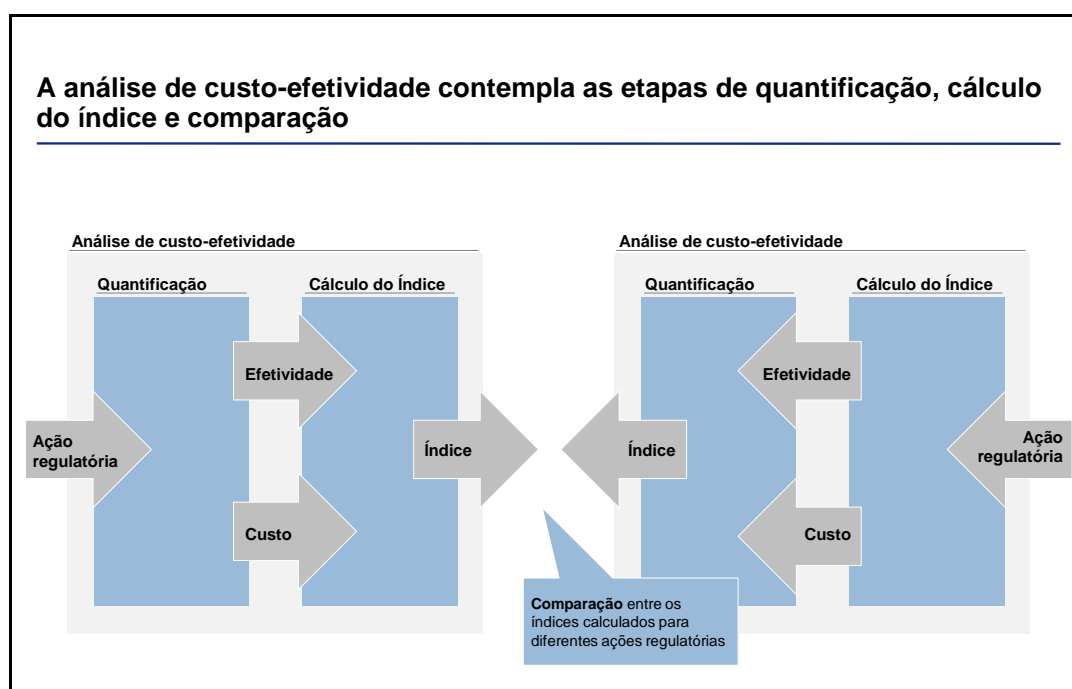 A análise de custo-efetividade contempla as etapas de quantificação, cálculo
do índice e comparação
Análise de custo-efetividade
Quantificação
Cálculo do Índice
Ação
regulatória
Efetividade
Custo
Índice
Análise de custo-efetividade
Quantificação
Cálculo do Índice
Efetividade
Índice
Custo
Ação
regulatória
Comparação entre os
índices calculados para
diferentes ações regulatórias